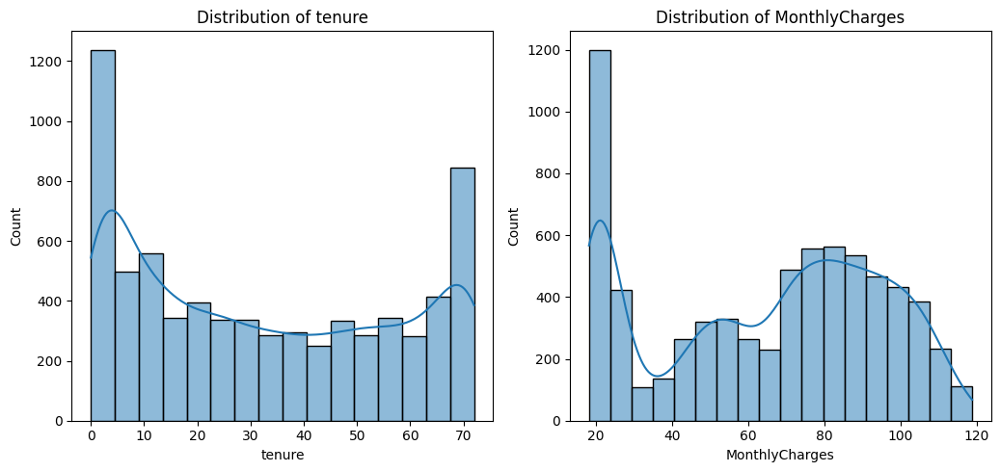 Distribution of tenure
Count
1200
1000
800
600
400
200
0
0 10 20 30 40 50 60 70
tenure
Distribution of MonthlyCharges
Count
1200
1000
800
600
400
200
0
20 40 60 80 100 120
MonthlyCharges